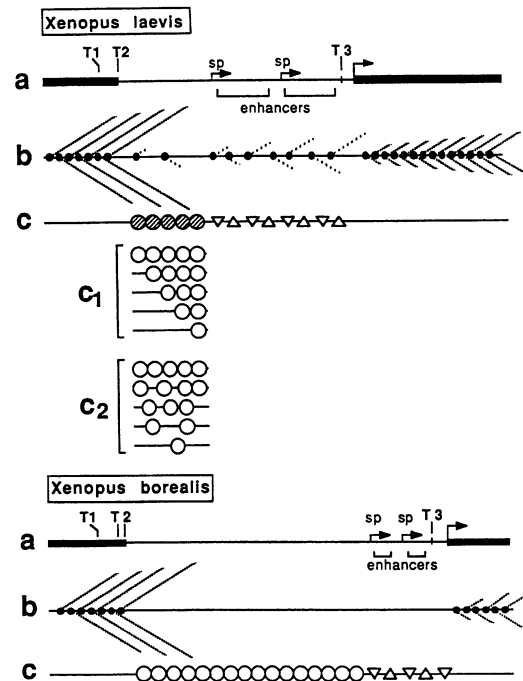 Xenopus laevis
T1 T2 sp sp T3
a
enhancers
b
c
c1
c2
Xenopus borealis
T1 T2 sp sp T3
a
enhancers
b
c